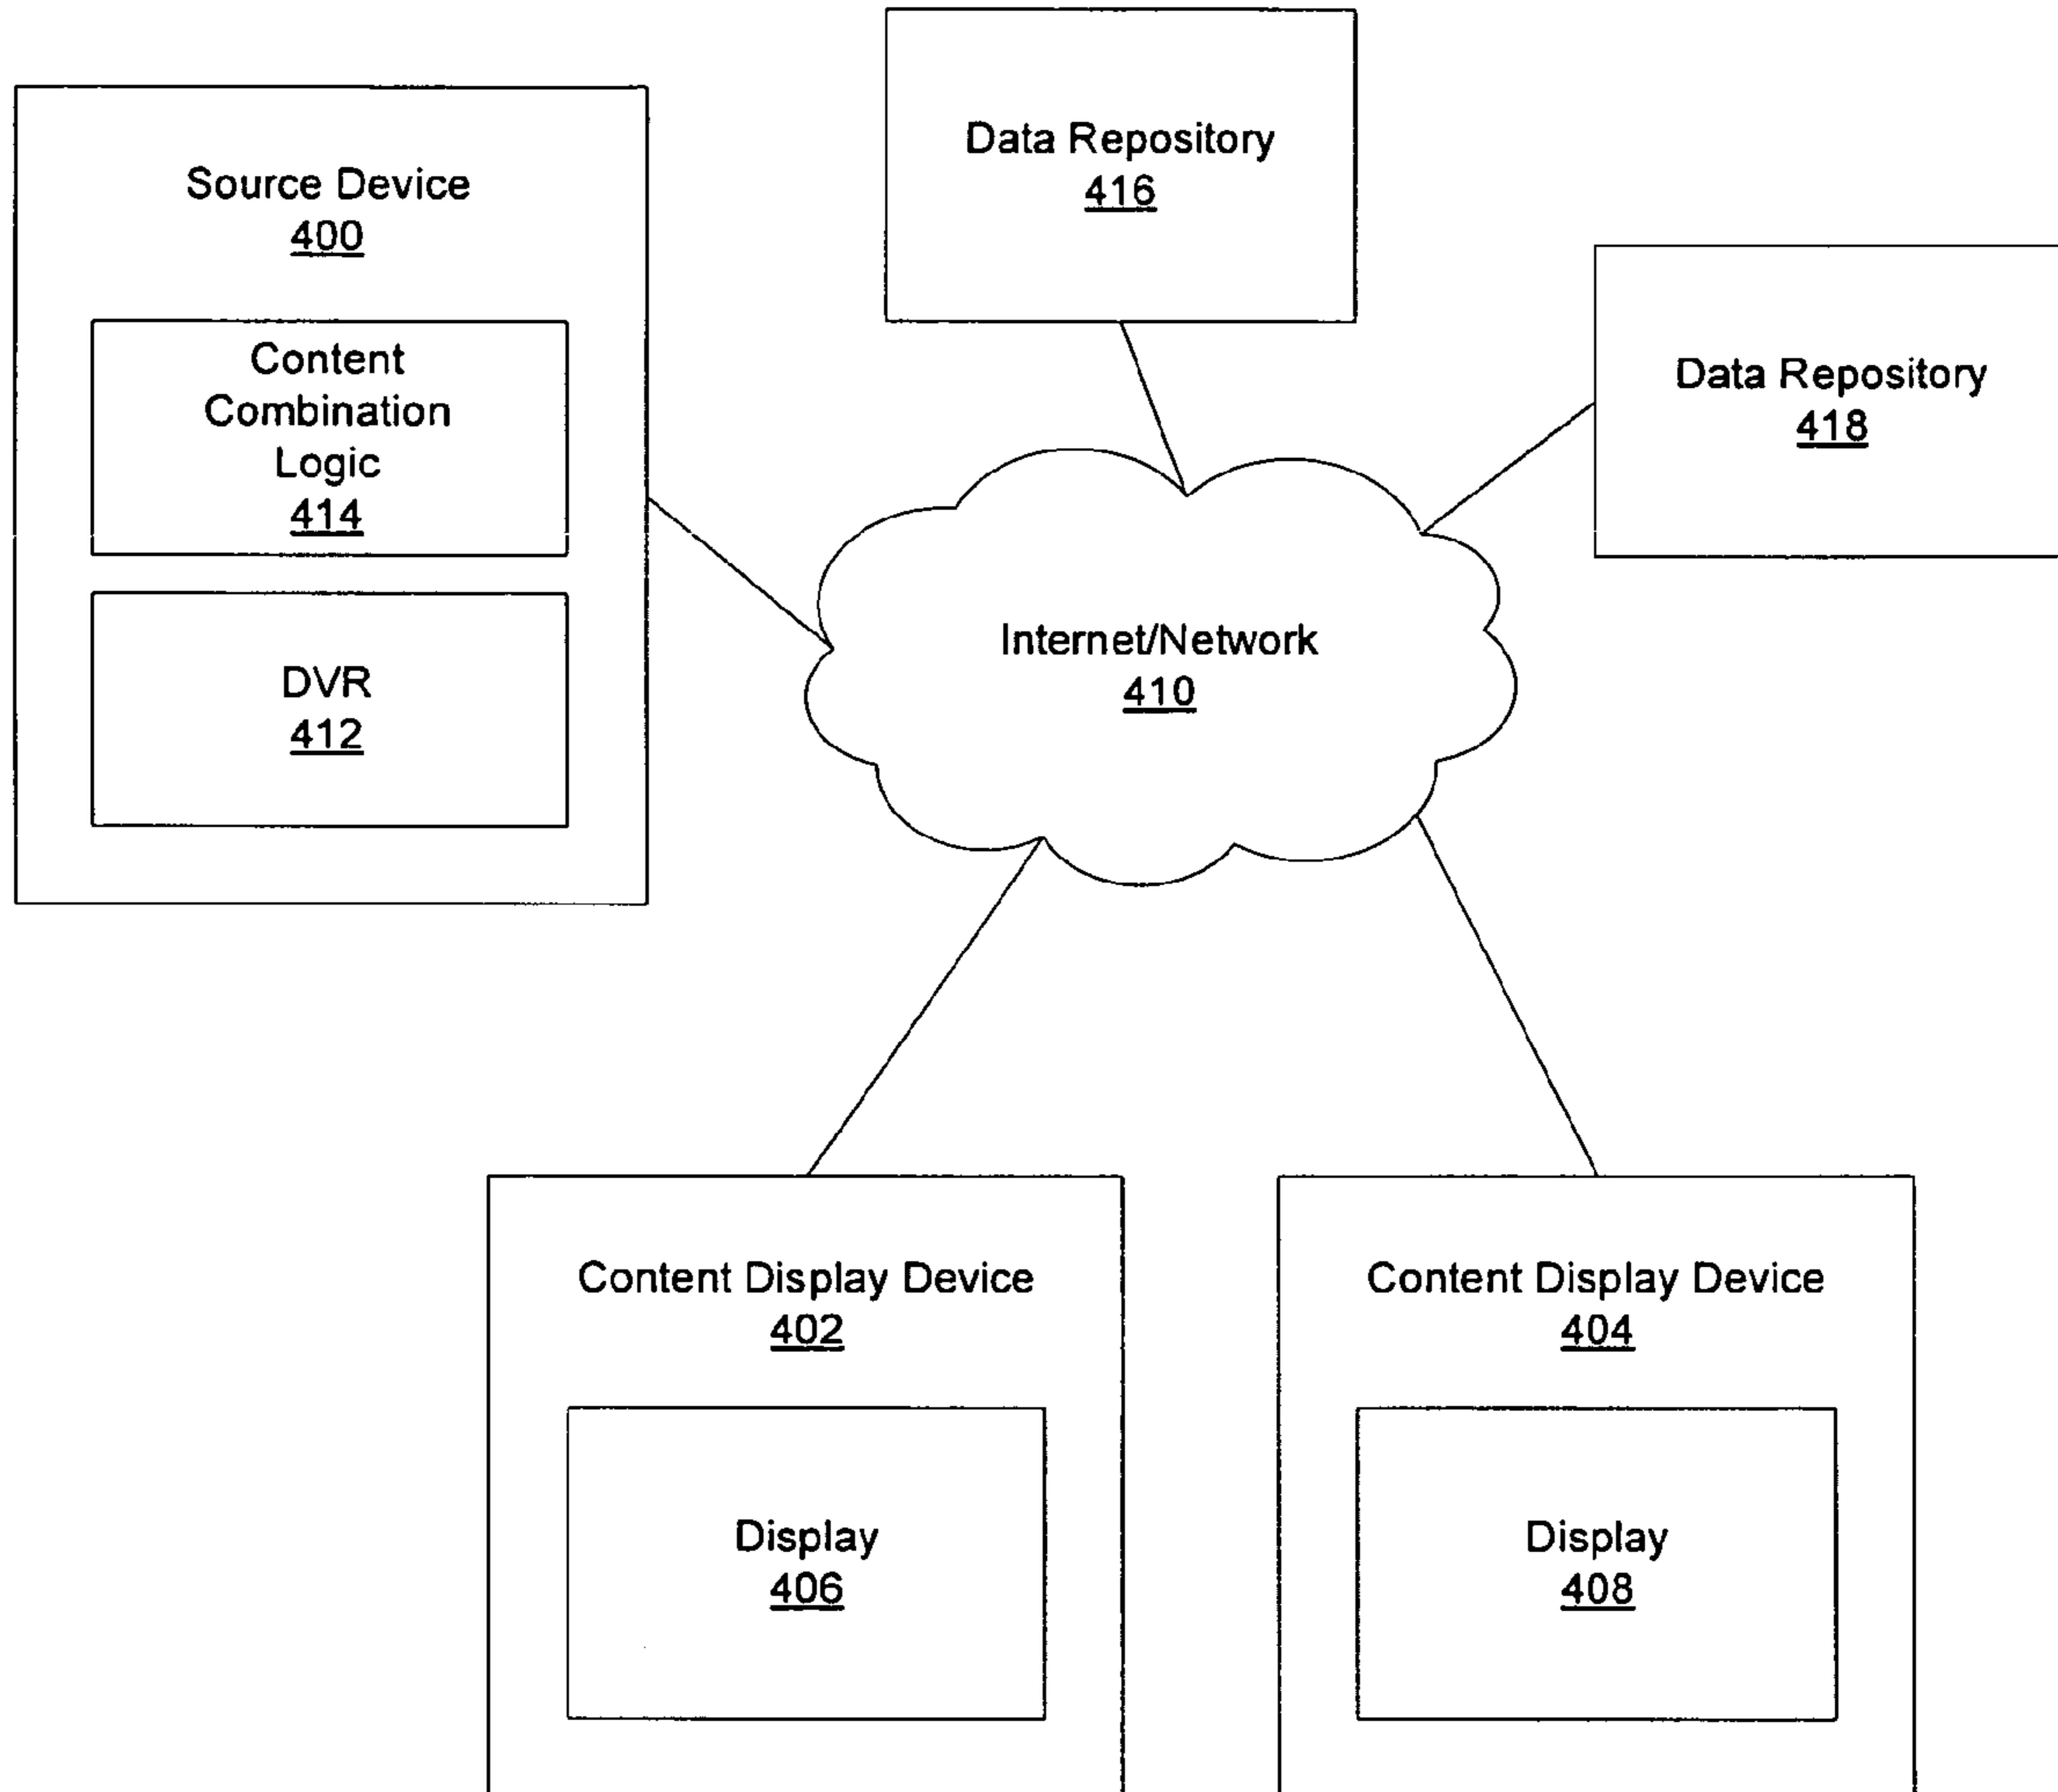 Data Repository
416
Source Device
400
Content
Combination
Logic
414
DVR
412
Data Repository
418
Internet/Network
410
Content Display Device
402
Display
406
Content Display Device
404
Display
408